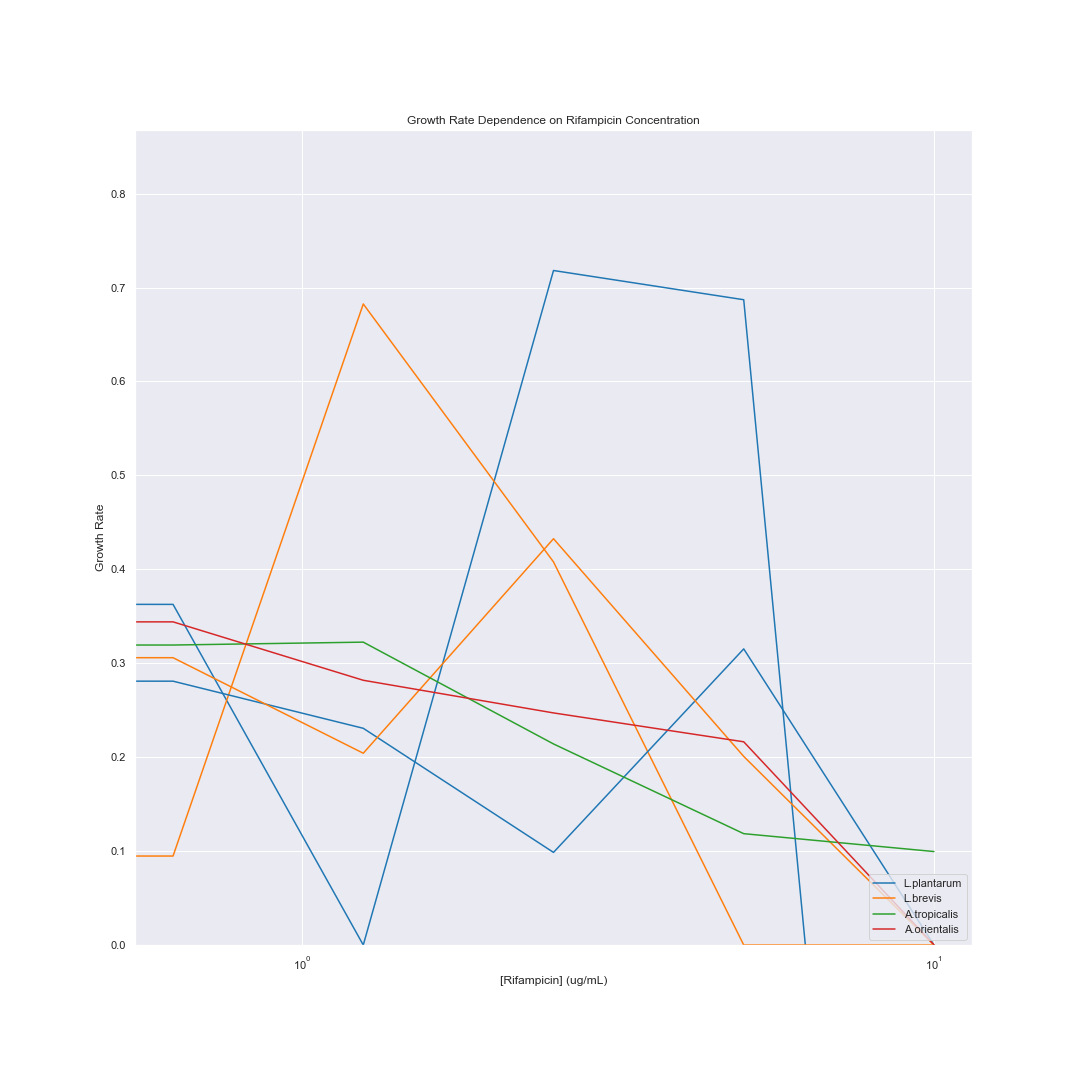 Growth Rate Dependence on Rifampicin Concentration
0.8
0.7
0.6
0.5
0.4
0.3
0.2
0.1
0.0
Growth Rate
10⁰
10¹
[Rifampicin] (ug/mL)
L.plantarum
L.brevis
A.tropicalis
A.orientalis